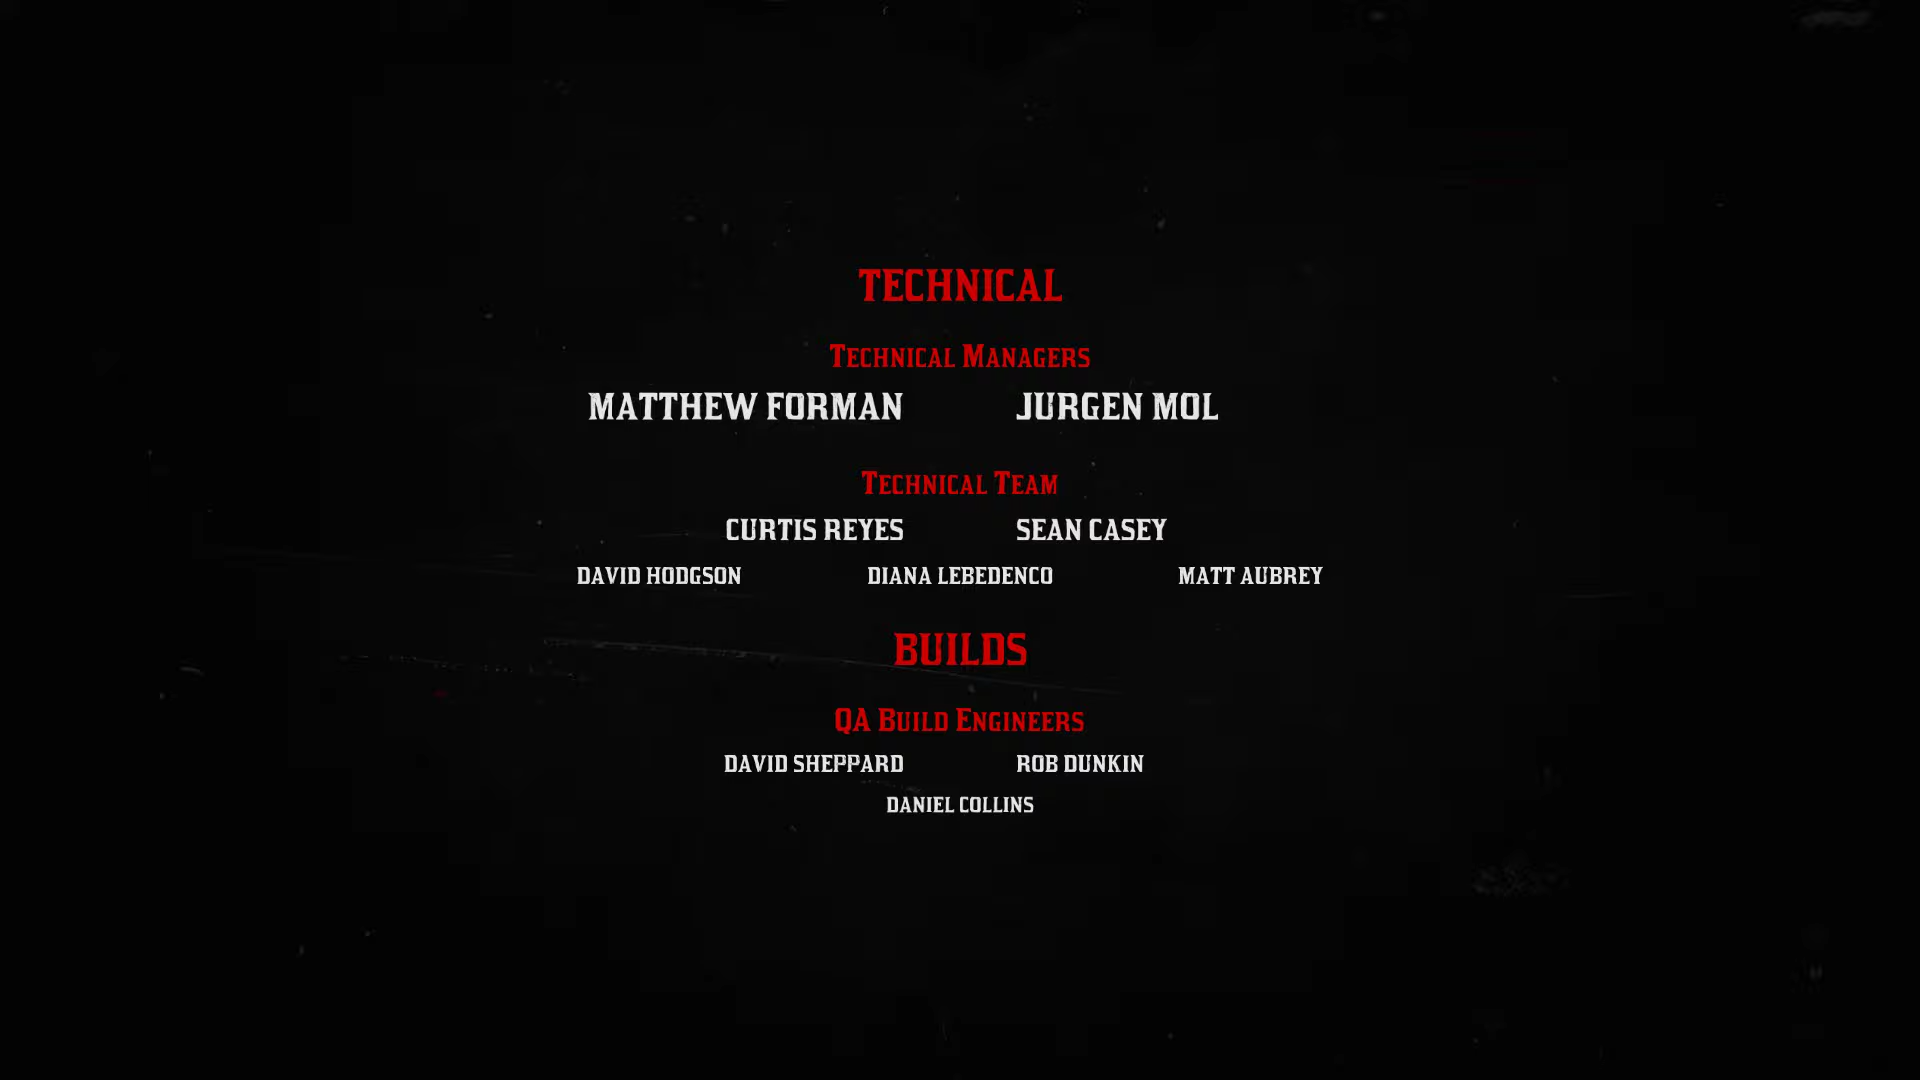 TECHNICAL
TECHNICAL MANAGERS
MATTHEW FORMAN JURGEN MOL
TECHNICAL TEAM
CURTIS REYES SEAN CASEY
DAVID HODGSON DIANA LEBEDENCO MATT AUBREY
BUILDS
QA BUILD ENGINEERS
DAVID SHEPPARD ROB DUNKIN
DANIEL COLLINS